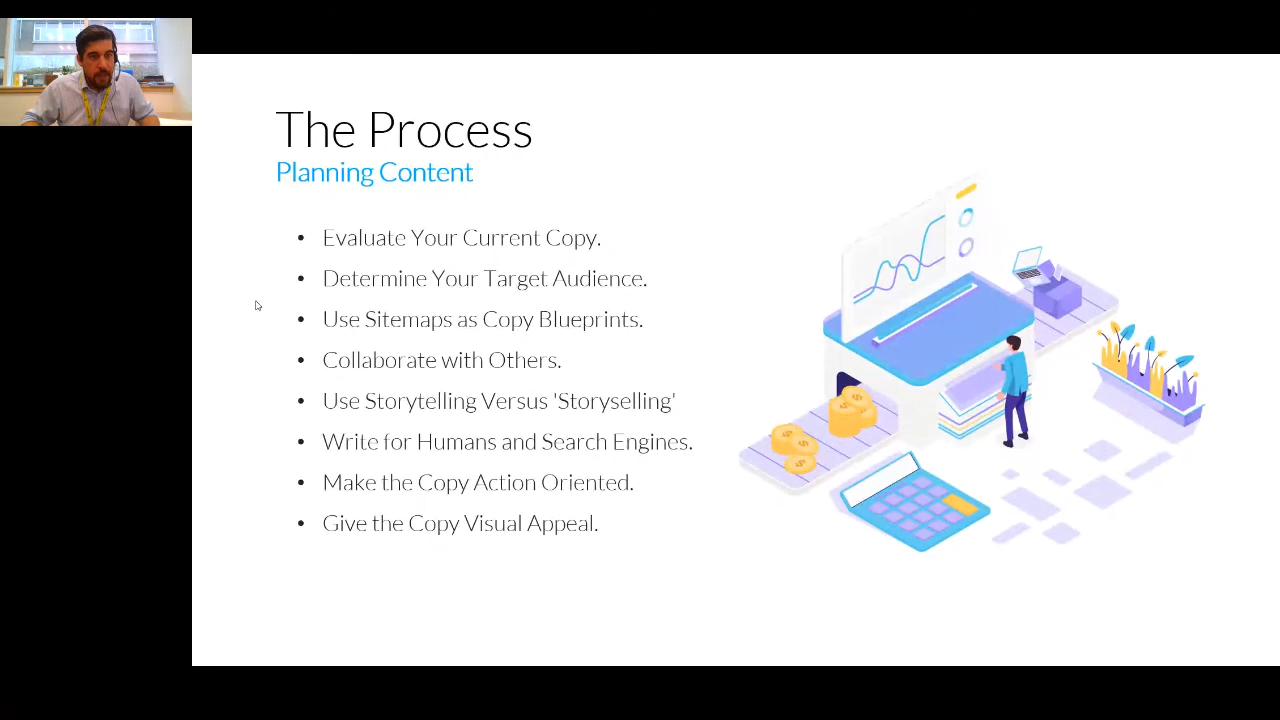 The Process
Planning Content
• Evaluate Your Current Copy.
• Determine Your Target Audience.
• Use Sitemaps as Copy Blueprints.
• Collaborate with Others.
• Use Storytelling Versus 'Storyselling'
• Write for Humans and Search Engines.
• Make the Copy Action Oriented.
• Give the Copy Visual Appeal.